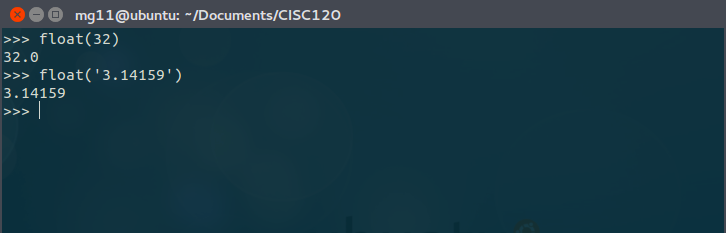 mg11@ubuntu: ~/Documents/CISC120
>>> float(32)
32.0
>>> float('3.14159')
3.14159
>>>